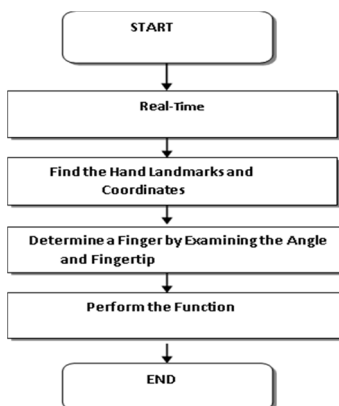 START
Real-Time
Find the Hand Landmarks and
Coordinates
Determine a Finger by Examining the Angle
and Fingertip
Perform the Function
END